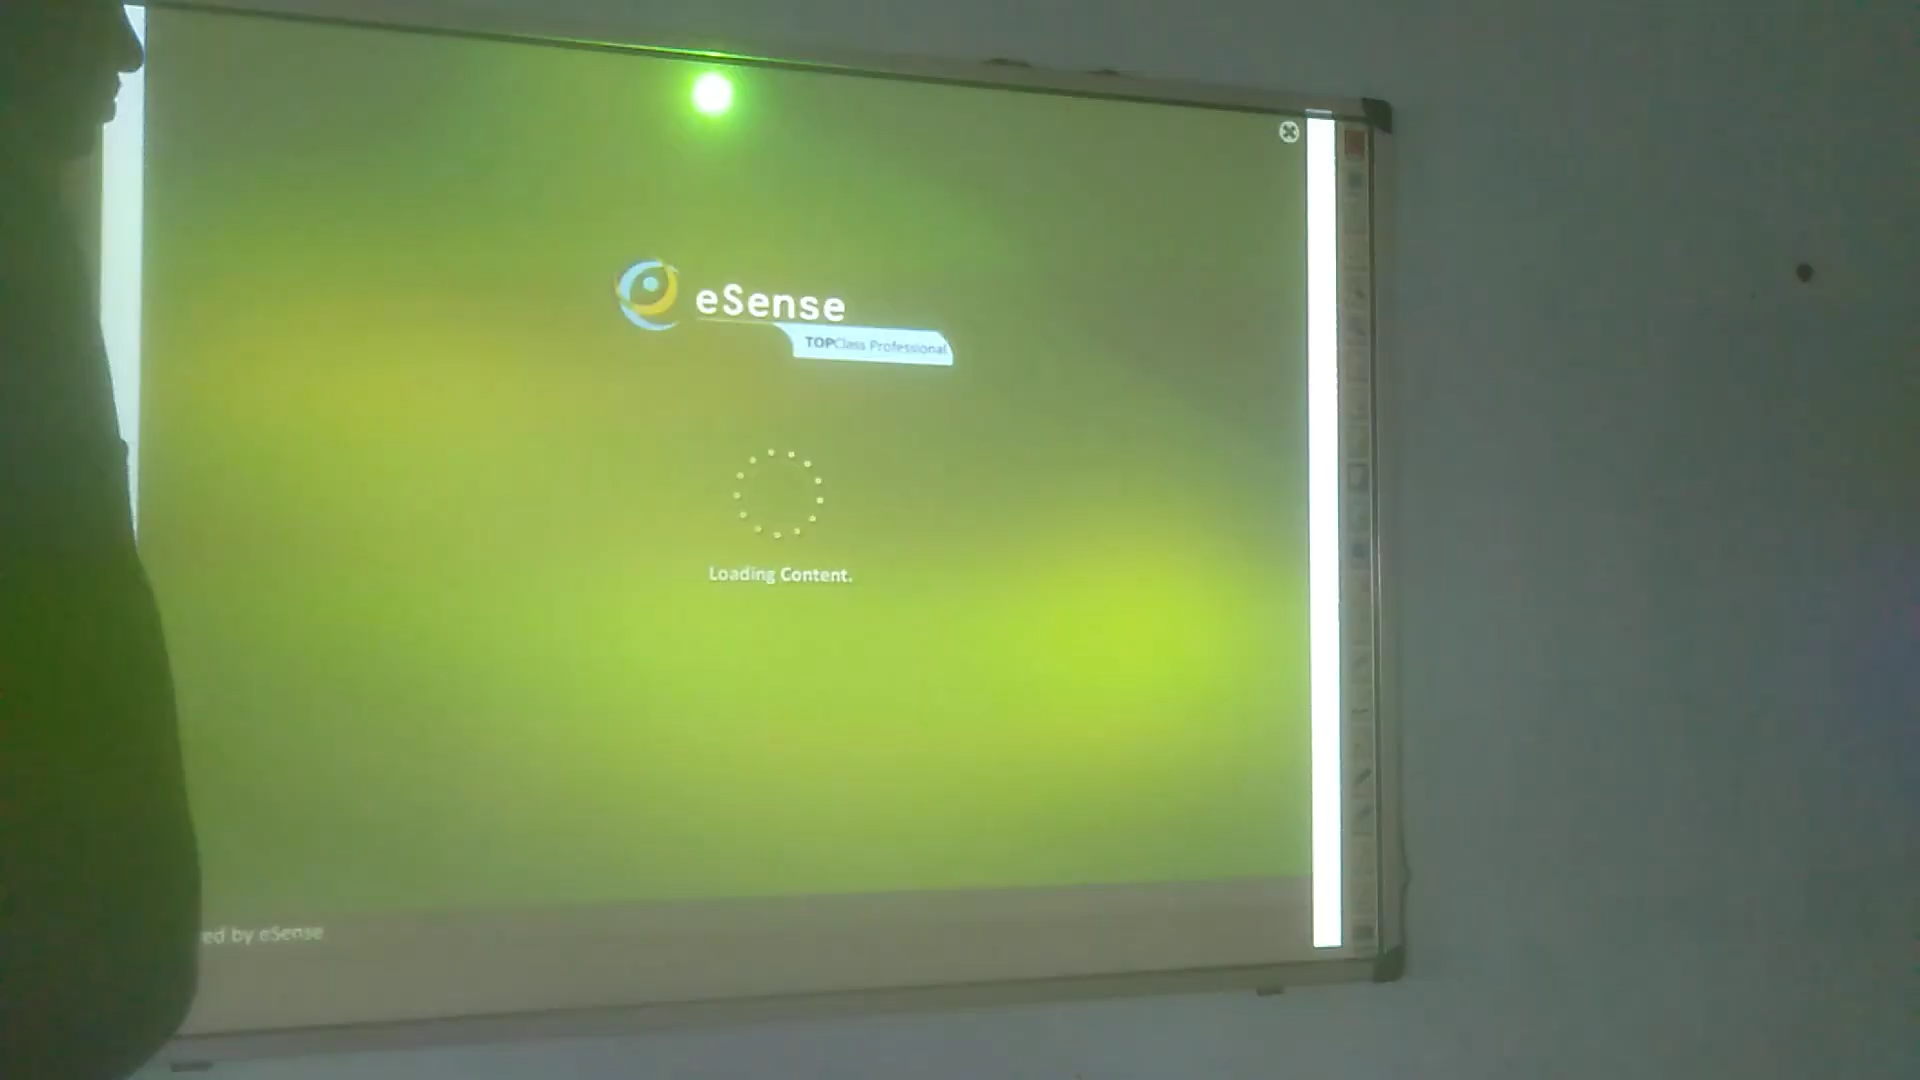 eSense
TOPClass Professional
Loading Content.
ed by eSense